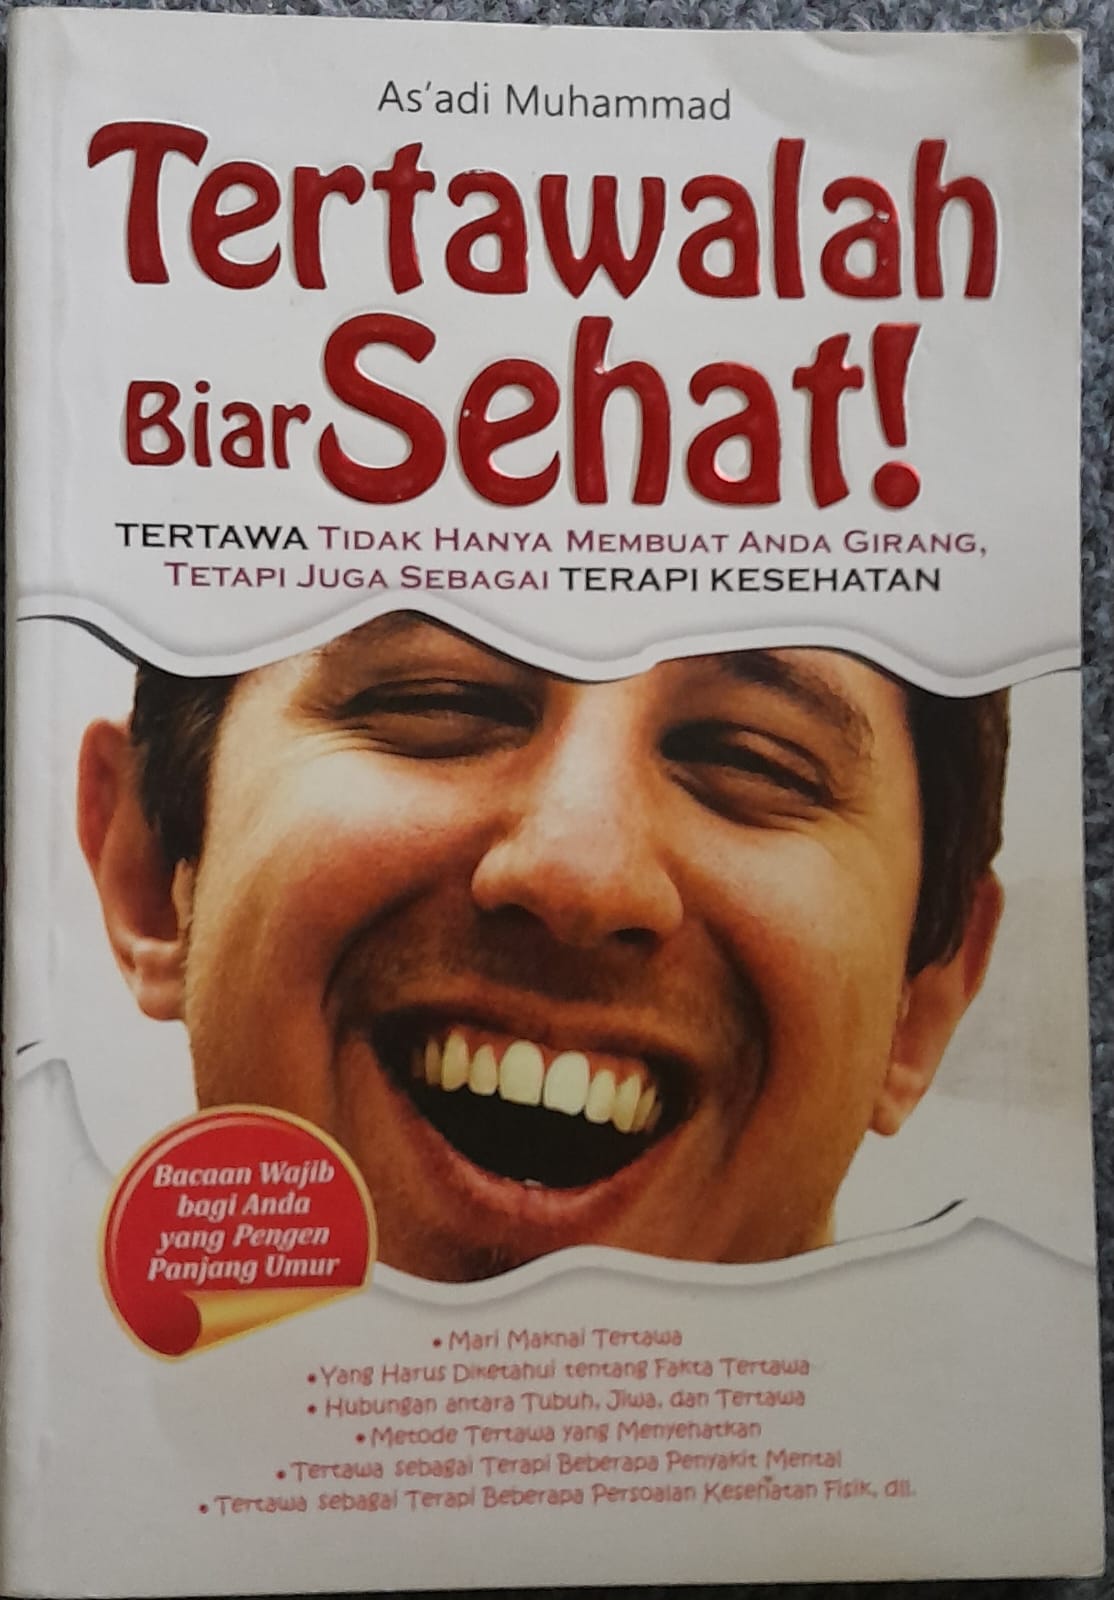 As'adi Muhammad
Tertawalah
Biar Sehat!
TERTAWA TIDAK HANYA MEMBUAT ANDA GIRANG,
TETAPI JUGA SEBAGAI TERAPI KESEHATAN
Bacaan Wajib
bagi Anda
yang Pengen
Panjang Umur
• Mari Maknai Tertawa
• Yang Harus Diketahui tentang Fakta Tertawa
• Hubungan antara Tubuh, Jiwa, dan Tertawa
• Metode Tertawa yang Menyehatkan
• Tertawa sebagai Terapi Beberapa Penyakit Mental
• Tertawa sebagai Terapi Beberapa Persoalan Kesehatan Fisik, dll.